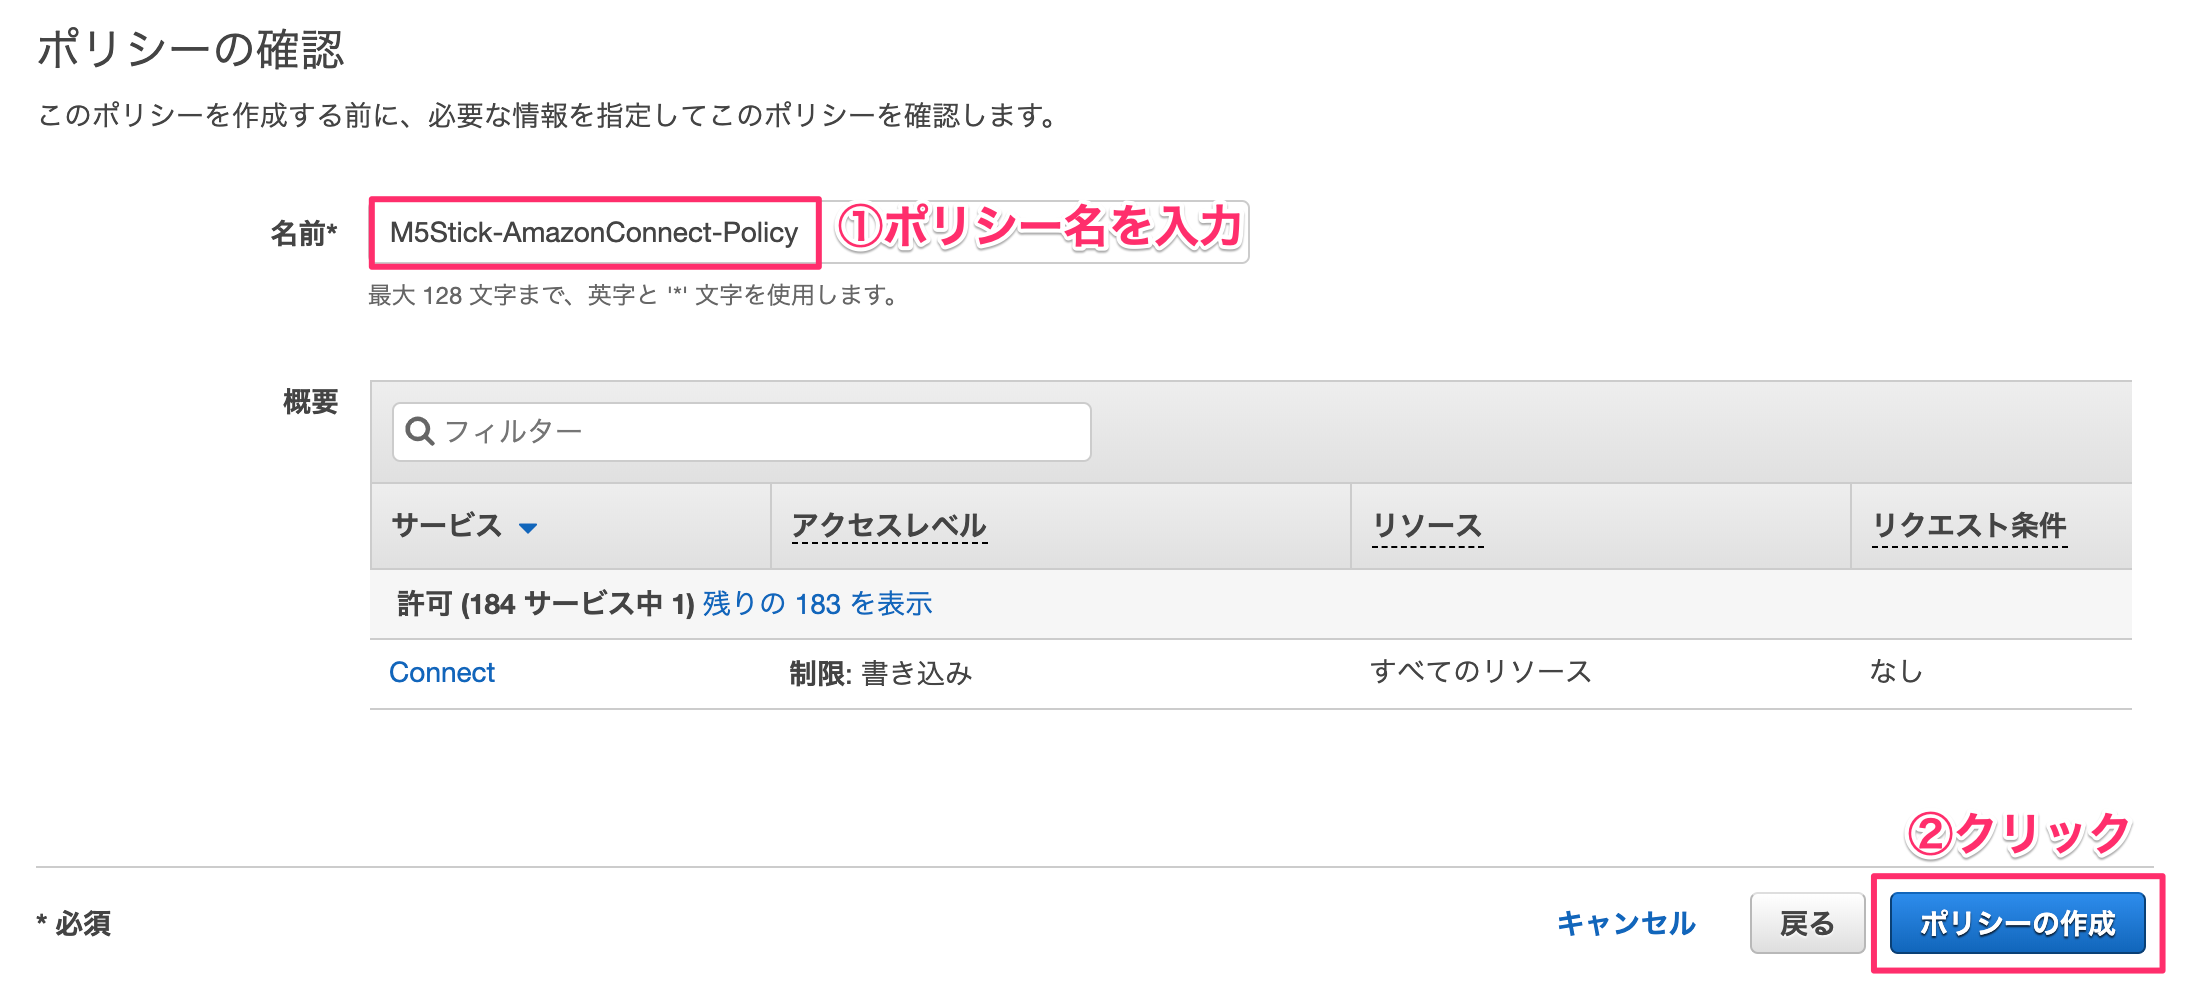 ポリシーの確認
このポリシーを作成する前に、必要な情報を指定してこのポリシーを確認します。
名前* M5Stick-AmazonConnect-Policy ①ポリシー名を入力
最大 128 文字まで、英字と '*' 文字を使用します。
概要
フィルター
サービス アクセスレベル リソース リクエスト条件
許可 (184 サービス中 1) 残りの 183 を表示
Connect 制限: 書き込み すべてのリソース なし
②クリック
* 必須 キャンセル 戻る ポリシーの作成